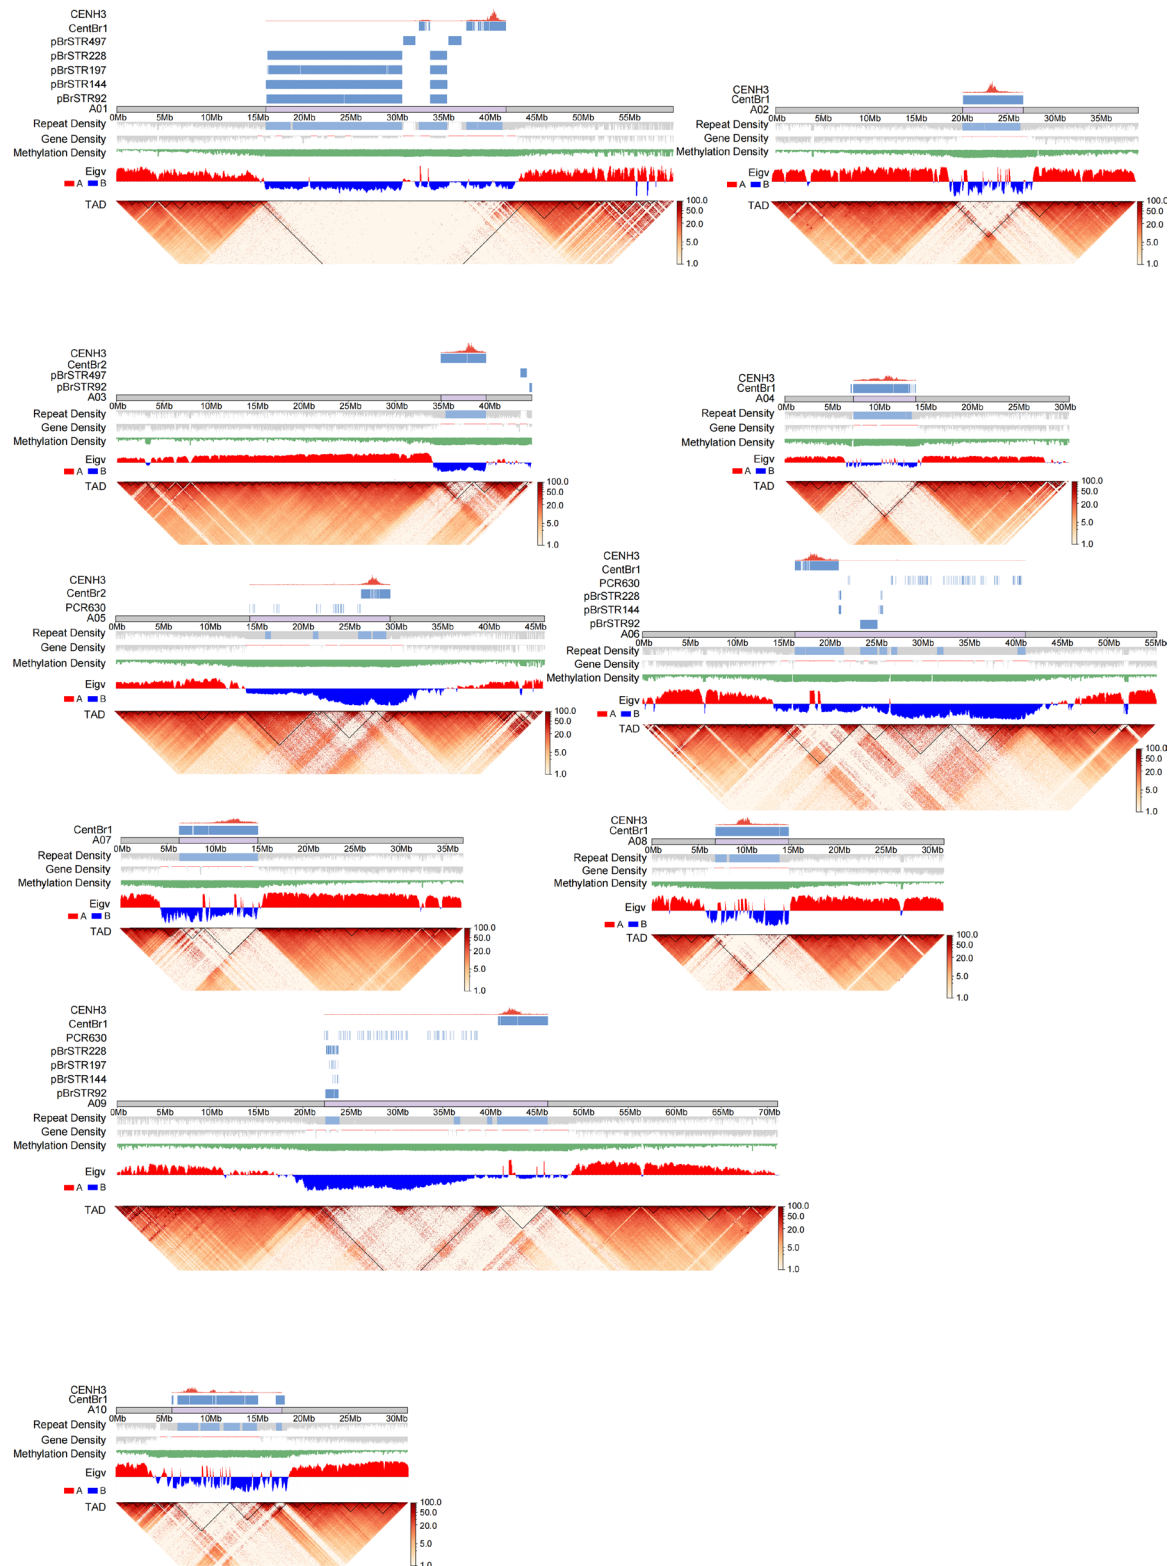 CENH3
CentBr1
pBrSTR497
pBrSTR228
pBrSTR197
pBrSTR144
pBrSTR92
A01
0Mb 5Mb 10Mb 15Mb 20Mb 25Mb 30Mb 35Mb 40Mb 45Mb 50Mb 55Mb
Repeat Density
Gene Density
Methylation Density
Eigv
A B
TAD
100.0
50.0
20.0
5.0
1.0
CENH3
CentBr1
A02
0Mb 5Mb 10Mb 15Mb 20Mb 25Mb 30Mb 35Mb
Repeat Density
Gene Density
Methylation Density
Eigv
A B
TAD
100.0
50.0
20.0
5.0
1.0
CENH3
CentBr2
pBrSTR497
pBrSTR92
A03
0Mb 5Mb 10Mb 15Mb 20Mb 25Mb 30Mb 35Mb 40Mb
Repeat Density
Gene Density
Methylation Density
Eigv
A B
TAD
100.0
50.0
20.0
5.0
1.0
CENH3
CentBr1
A04
0Mb 5Mb 10Mb 15Mb 20Mb 25Mb 30Mb
Repeat Density
Gene Density
Methylation Density
Eigv
A B
TAD
100.0
50.0
20.0
5.0
1.0
CENH3
CentBr2
PCR630
A05
0Mb 5Mb 10Mb 15Mb 20Mb 25Mb 30Mb 35Mb 40Mb 45Mb
Repeat Density
Gene Density
Methylation Density
Eigv
A B
TAD
100.0
50.0
20.0
5.0
1.0
CENH3
CentBr1
PCR630
pBrSTR228
pBrSTR144
pBrSTR92
A06
0Mb 5Mb 10Mb 15Mb 20Mb 25Mb 30Mb 35Mb 40Mb 45Mb 50Mb 55Mb
Repeat Density
Gene Density
Methylation Density
Eigv
A B
TAD
100.0
50.0
20.0
5.0
1.0
CentBr1
A07
0Mb 5Mb 10Mb 15Mb 20Mb 25Mb 30Mb 35Mb
Repeat Density
Gene Density
Methylation Density
Eigv
A B
TAD
100.0
50.0
20.0
5.0
1.0
CENH3
CentBr1
A08
0Mb 5Mb 10Mb 15Mb 20Mb 25Mb 30Mb
Repeat Density
Gene Density
Methylation Density
Eigv
A B
TAD
100.0
50.0
20.0
5.0
1.0
CENH3
CentBr1
PCR630
pBrSTR228
pBrSTR197
pBrSTR144
pBrSTR92
A09
0Mb 5Mb 10Mb 15Mb 20Mb 25Mb 30Mb 35Mb 40Mb 45Mb 50Mb 55Mb 60Mb 65Mb 70Mb
Repeat Density
Gene Density
Methylation Density
Eigv
A B
TAD
100.0
50.0
20.0
5.0
1.0
CENH3
CentBr1
A10
0Mb 5Mb 10Mb 15Mb 20Mb 25Mb 30Mb
Repeat Density
Gene Density
Methylation Density
Eigv
A B
TAD
100.0
50.0
20.0
5.0
1.0